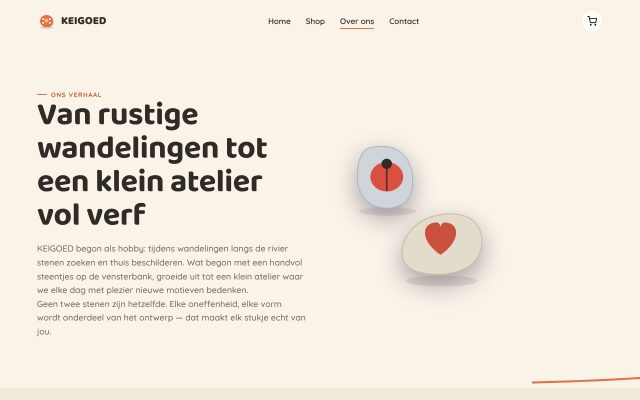 KEIGOED
Home Shop Over ons Contact
ONS VERHAAL
Van rustige
wandelingen tot
een klein atelier
vol verf
KEIGOED began als hobby: tijdens wandelingen langs de rivier
stenen zoeken en thuis beschilderen. Wat begon met een handvol
steentjes op de vensterbank, groeide uit tot een klein atelier waar
we elke dag met plezier nieuwe motieven bedenken.
Geen twee stenen zijn hetzelfde. Elke oneffenheid, elke vorm
wordt onderdeel van het ontwerp — dat maakt elk stukje echt van
jou.